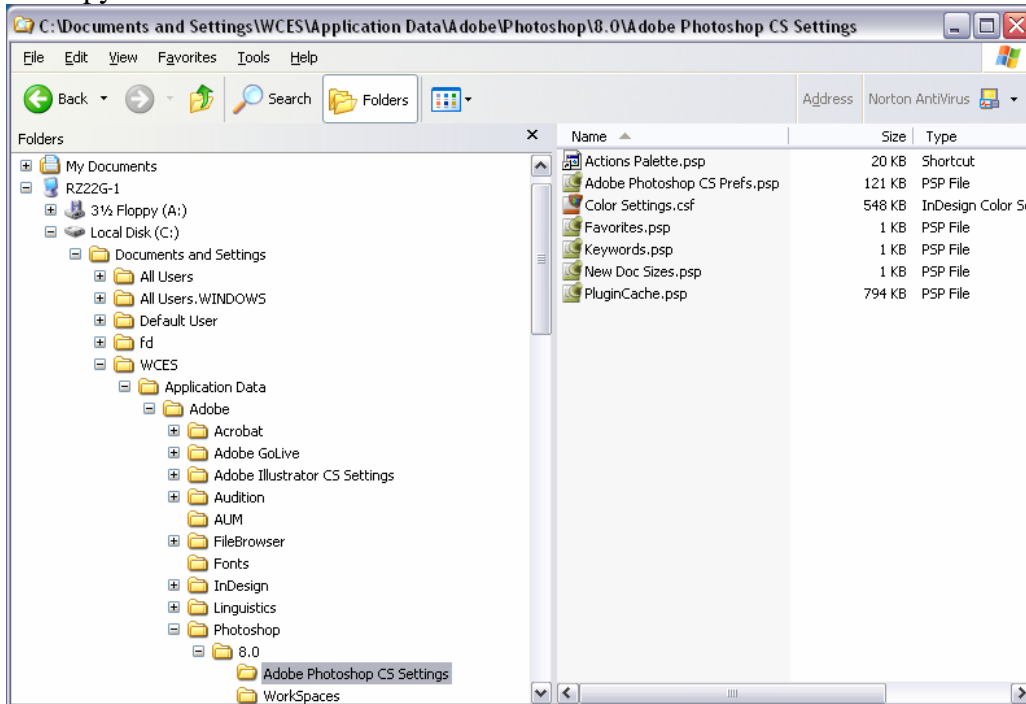 C:\Documents and Settings\WCES\Application Data\Adobe\Photoshop\8.0\Adobe Photoshop CS Settings
File Edit View Favorites Tools Help
Back Search Folders Address Norton AntiVirus
Folders
My Documents
RZ22G-1
3½ Floppy (A:)
Local Disk (C:)
Documents and Settings
All Users
All Users.WINDOWS
Default User
fd
WCES
Application Data
Adobe
Acrobat
Adobe GoLive
Adobe Illustrator CS Settings
Audition
AUM
FileBrowser
Fonts
InDesign
Linguistics
Photoshop
8.0
Adobe Photoshop CS Settings
WorkSpaces
Name Size Type
Actions Palette.psp 20 KB Shortcut
Adobe Photoshop CS Prefs.psp 121 KB PSP File
Color Settings.csf 548 KB InDesign Color
Favorites.psp 1 KB PSP File
Keywords.psp 1 KB PSP File
New Doc Sizes.psp 1 KB PSP File
PluginCache.psp 794 KB PSP File